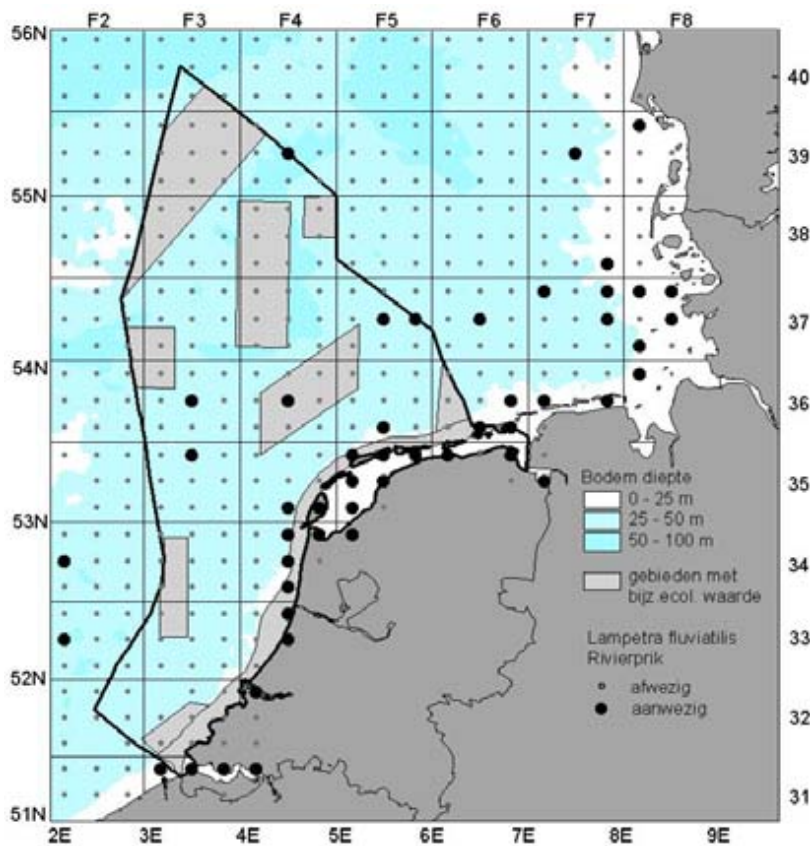 F2 F3 F4 F5 F6 F7 F8
56N
40
39
55N
38
37
54N
36
35
53N
34
33
52N
32
31
51N
Bodem diepte
0 - 25 m
25 - 50 m
50 - 100 m
gebieden met
bijz ecol. waarde
Lampetra fluviatilis
Rivierprik
afwezig
aanwezig
2E 3E 4E 5E 6E 7E 8E 9E